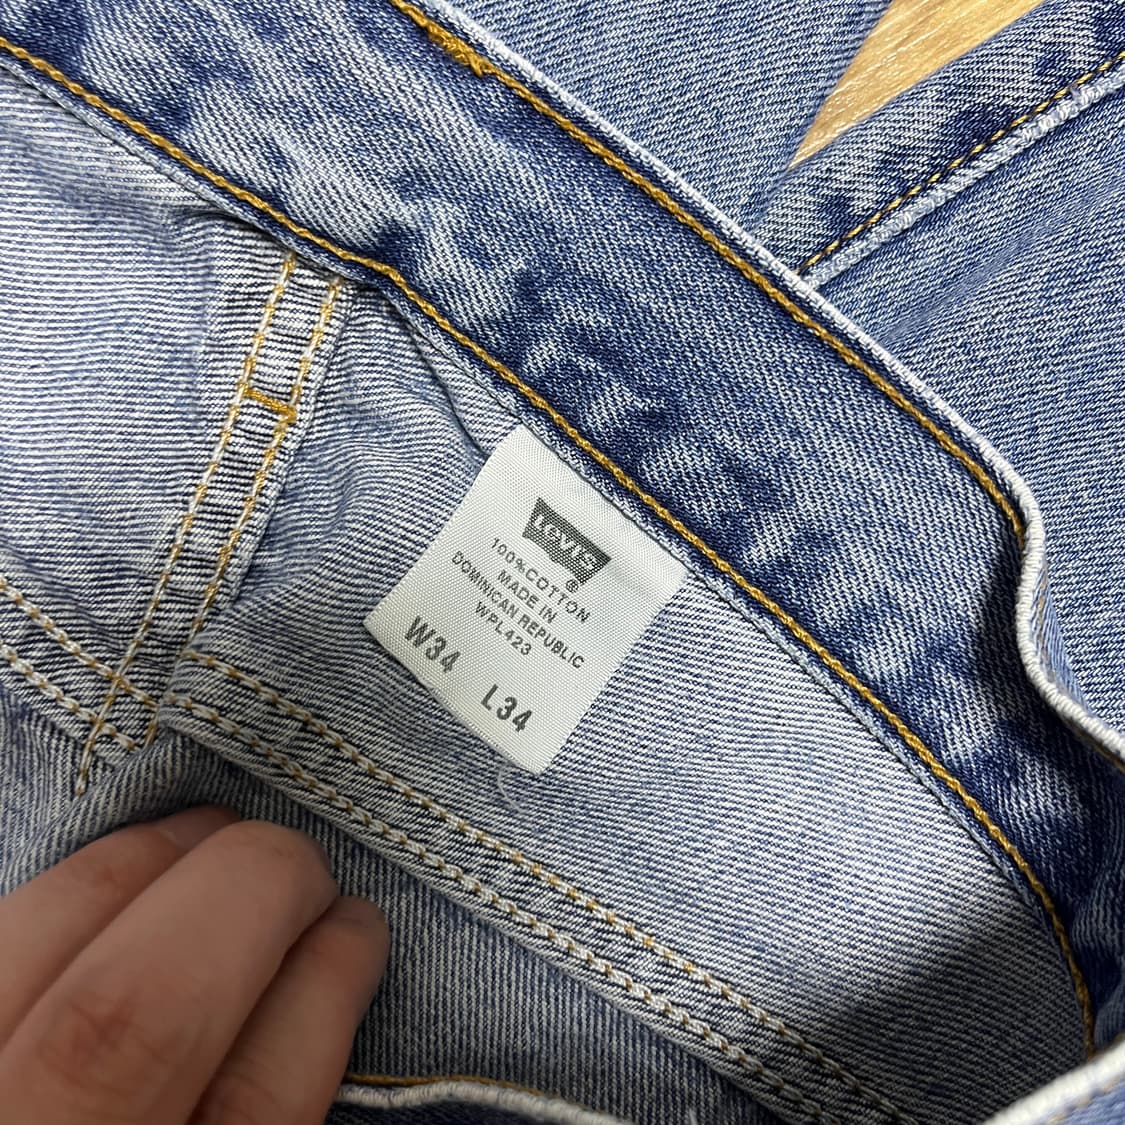 Levi's
®
100% COTTON
MADE IN
DOMINICAN REPUBLIC
WPL423
W34 L34